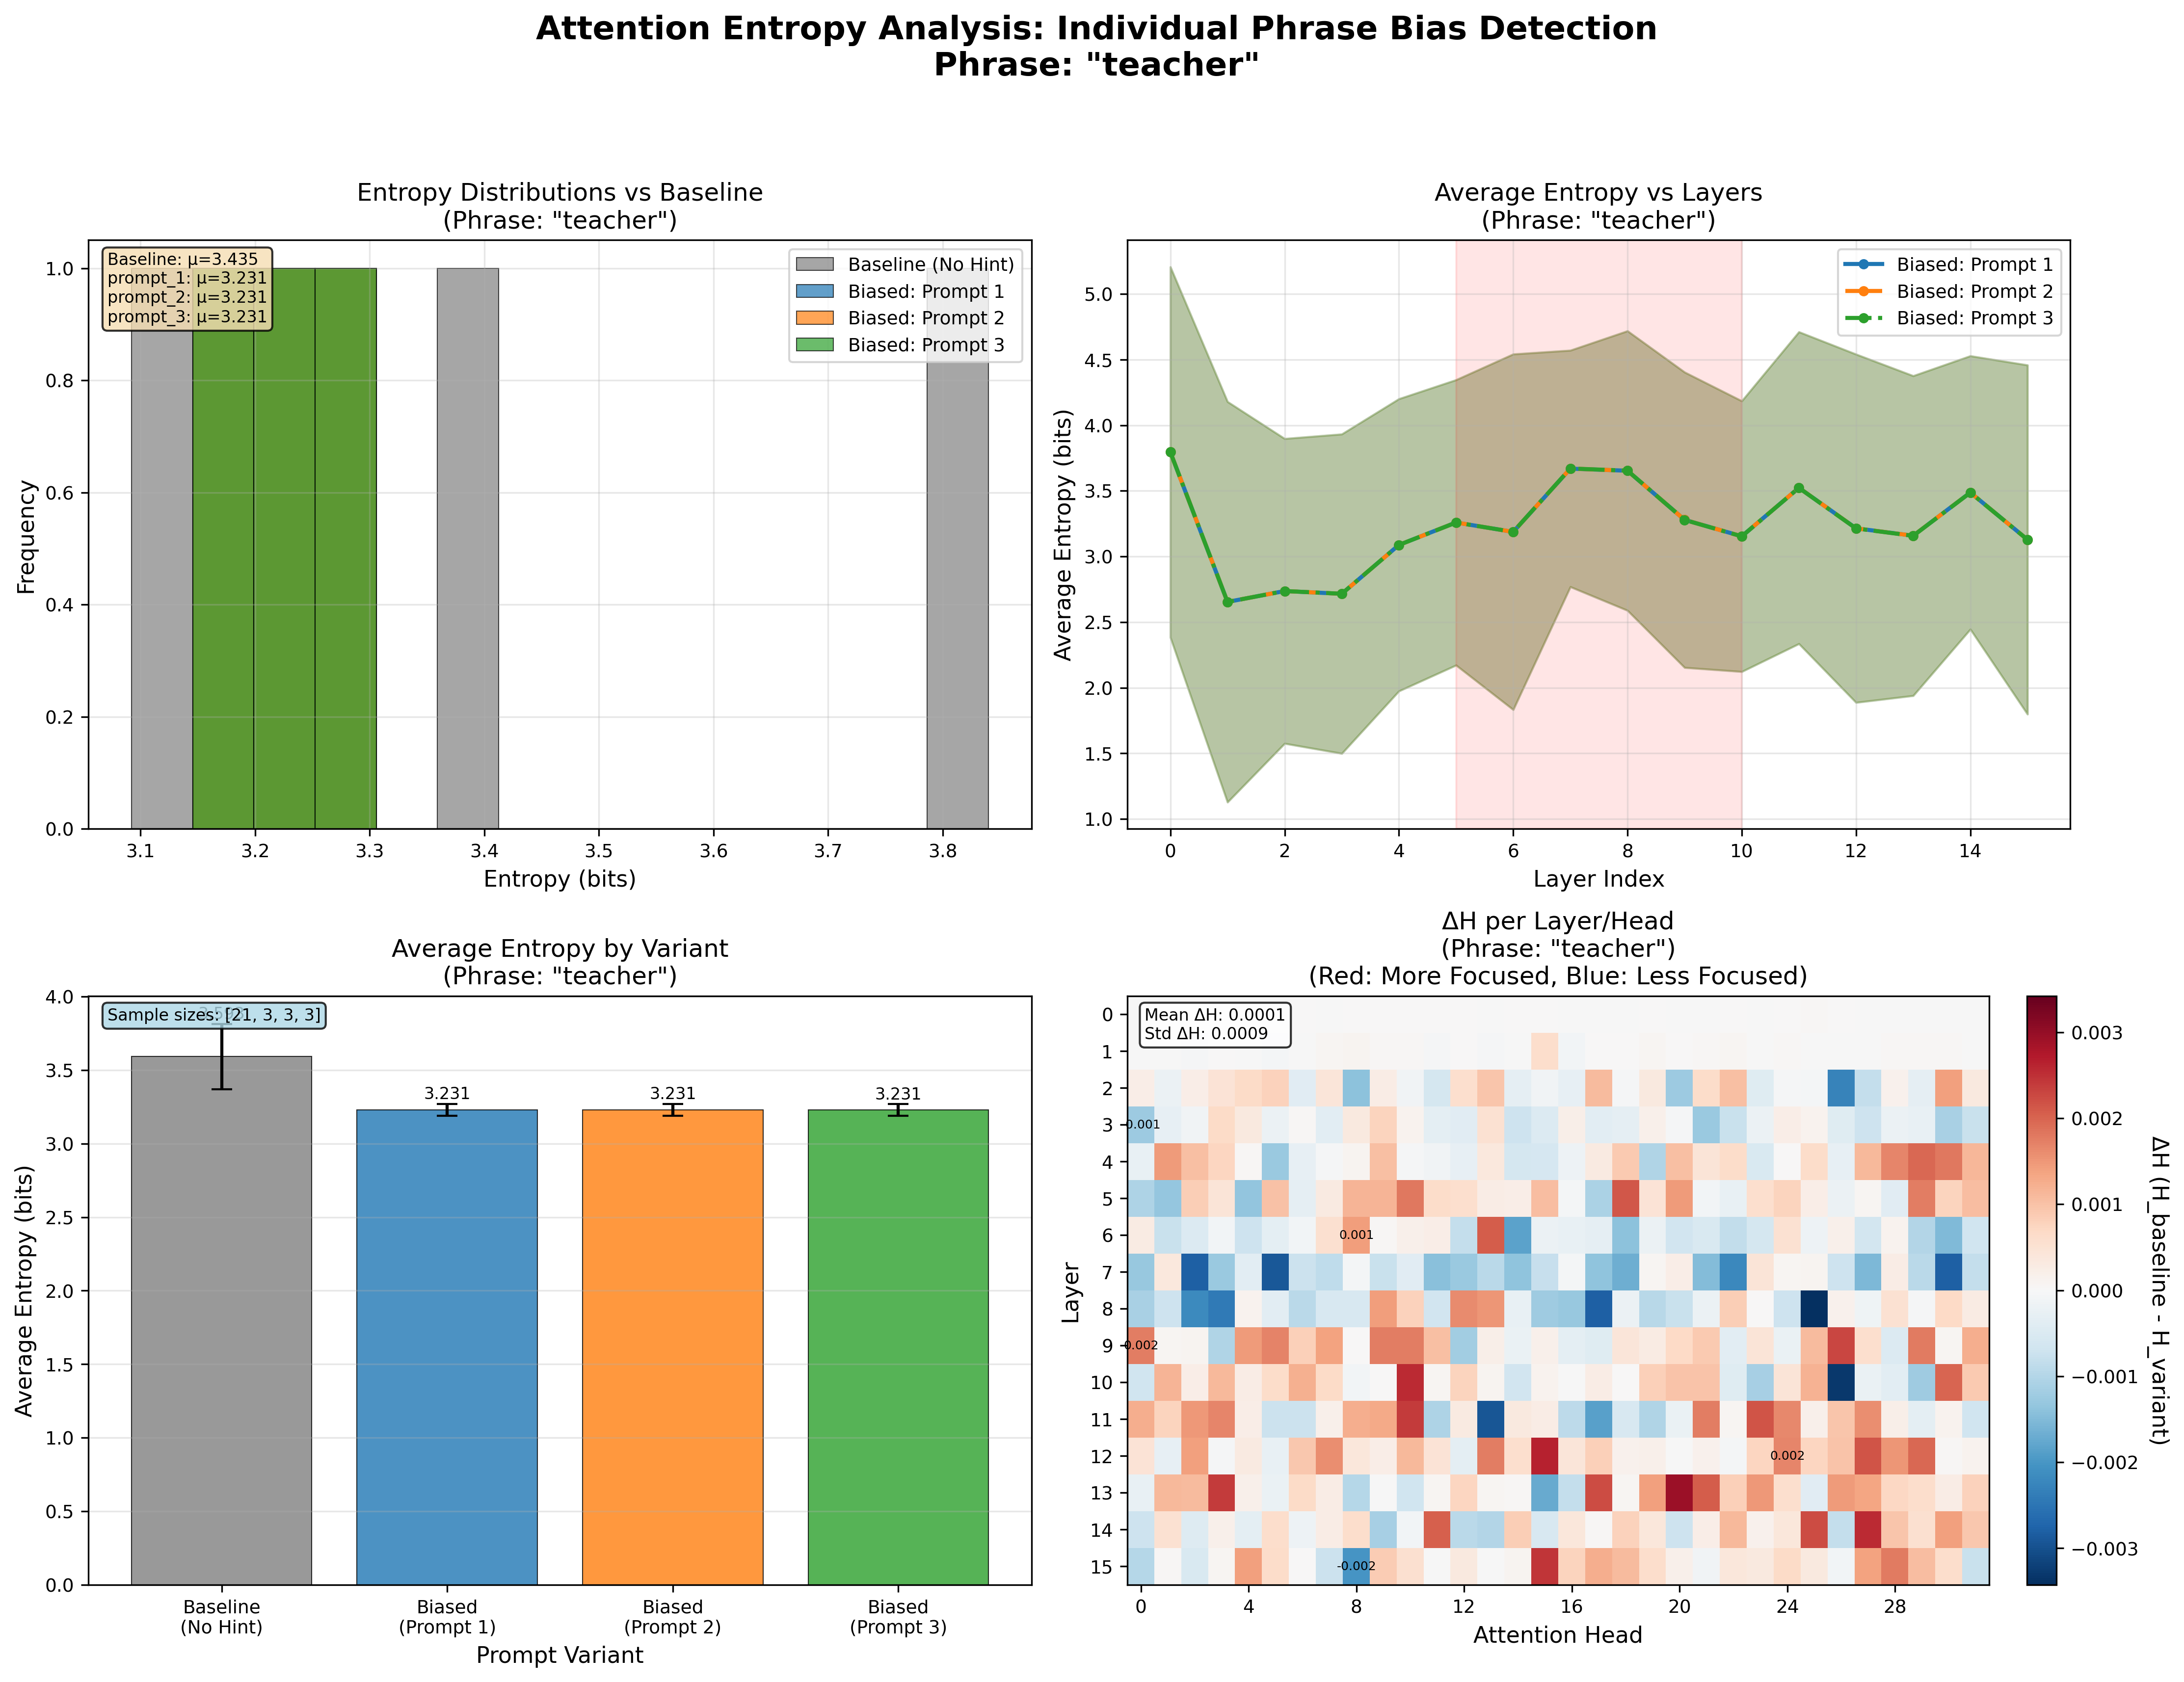 Attention Entropy Analysis: Individual Phrase Bias Detection
Phrase: "teacher"
Entropy Distributions vs Baseline
(Phrase: "teacher")
Baseline: μ=3.435
prompt_1: μ=3.231
prompt_2: μ=3.231
prompt_3: μ=3.231
Baseline (No Hint)
Biased: Prompt 1
Biased: Prompt 2
Biased: Prompt 3
Frequency
1.0
0.8
0.6
0.4
0.2
0.0
3.1 3.2 3.3 3.4 3.5 3.6 3.7 3.8
Entropy (bits)
Average Entropy vs Layers
(Phrase: "teacher")
Biased: Prompt 1
Biased: Prompt 2
Biased: Prompt 3
Average Entropy (bits)
5.0
4.5
4.0
3.5
3.0
2.5
2.0
1.5
1.0
0 2 4 6 8 10 12 14
Layer Index
Average Entropy by Variant
(Phrase: "teacher")
Sample sizes: [21, 3, 3, 3]
3.231 3.231 3.231
Average Entropy (bits)
4.0
3.5
3.0
2.5
2.0
1.5
1.0
0.5
0.0
Baseline
(No Hint)
Biased
(Prompt 1)
Biased
(Prompt 2)
Biased
(Prompt 3)
Prompt Variant
ΔH per Layer/Head
(Phrase: "teacher")
(Red: More Focused, Blue: Less Focused)
Mean ΔH: 0.0001
Std ΔH: 0.0009
Layer
0
1
2
3
4
5
6
7
8
9
10
11
12
13
14
15
-0.001
0.001
0.002
0.002
-0.002
0 4 8 12 16 20 24 28
Attention Head
0.003
0.002
0.001
0.000
−0.001
−0.002
−0.003
ΔH (H_baseline - H_variant)